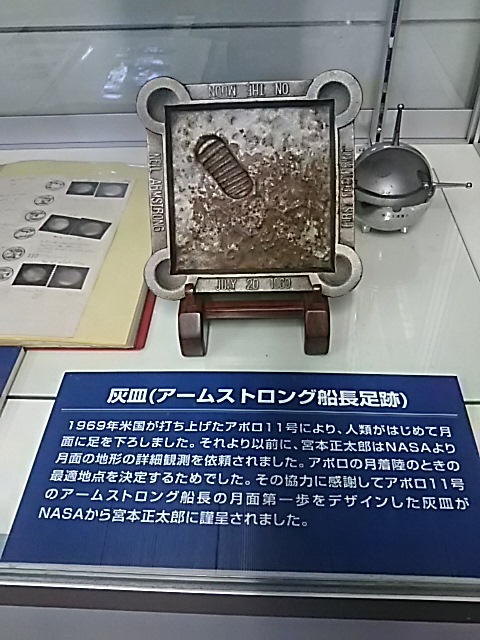 ON THE MOON
NEIL ARMSTRONG
JULY 20 1969
灰皿(アームストロング船長足跡)
1969年米国が打ち上げたアポロ11号により、人類がはじめて月
面に足を下ろしました。それより以前に、宮本正太郎はNASAより
月面の地形の詳細観測を依頼されました。アポロの月着陸のときの
最適地点を決定するためでした。その協力に感謝してアポロ11号
のアームストロング船長の月面第一歩をデザインした灰皿が
NASAから宮本正太郎に謹呈されました。